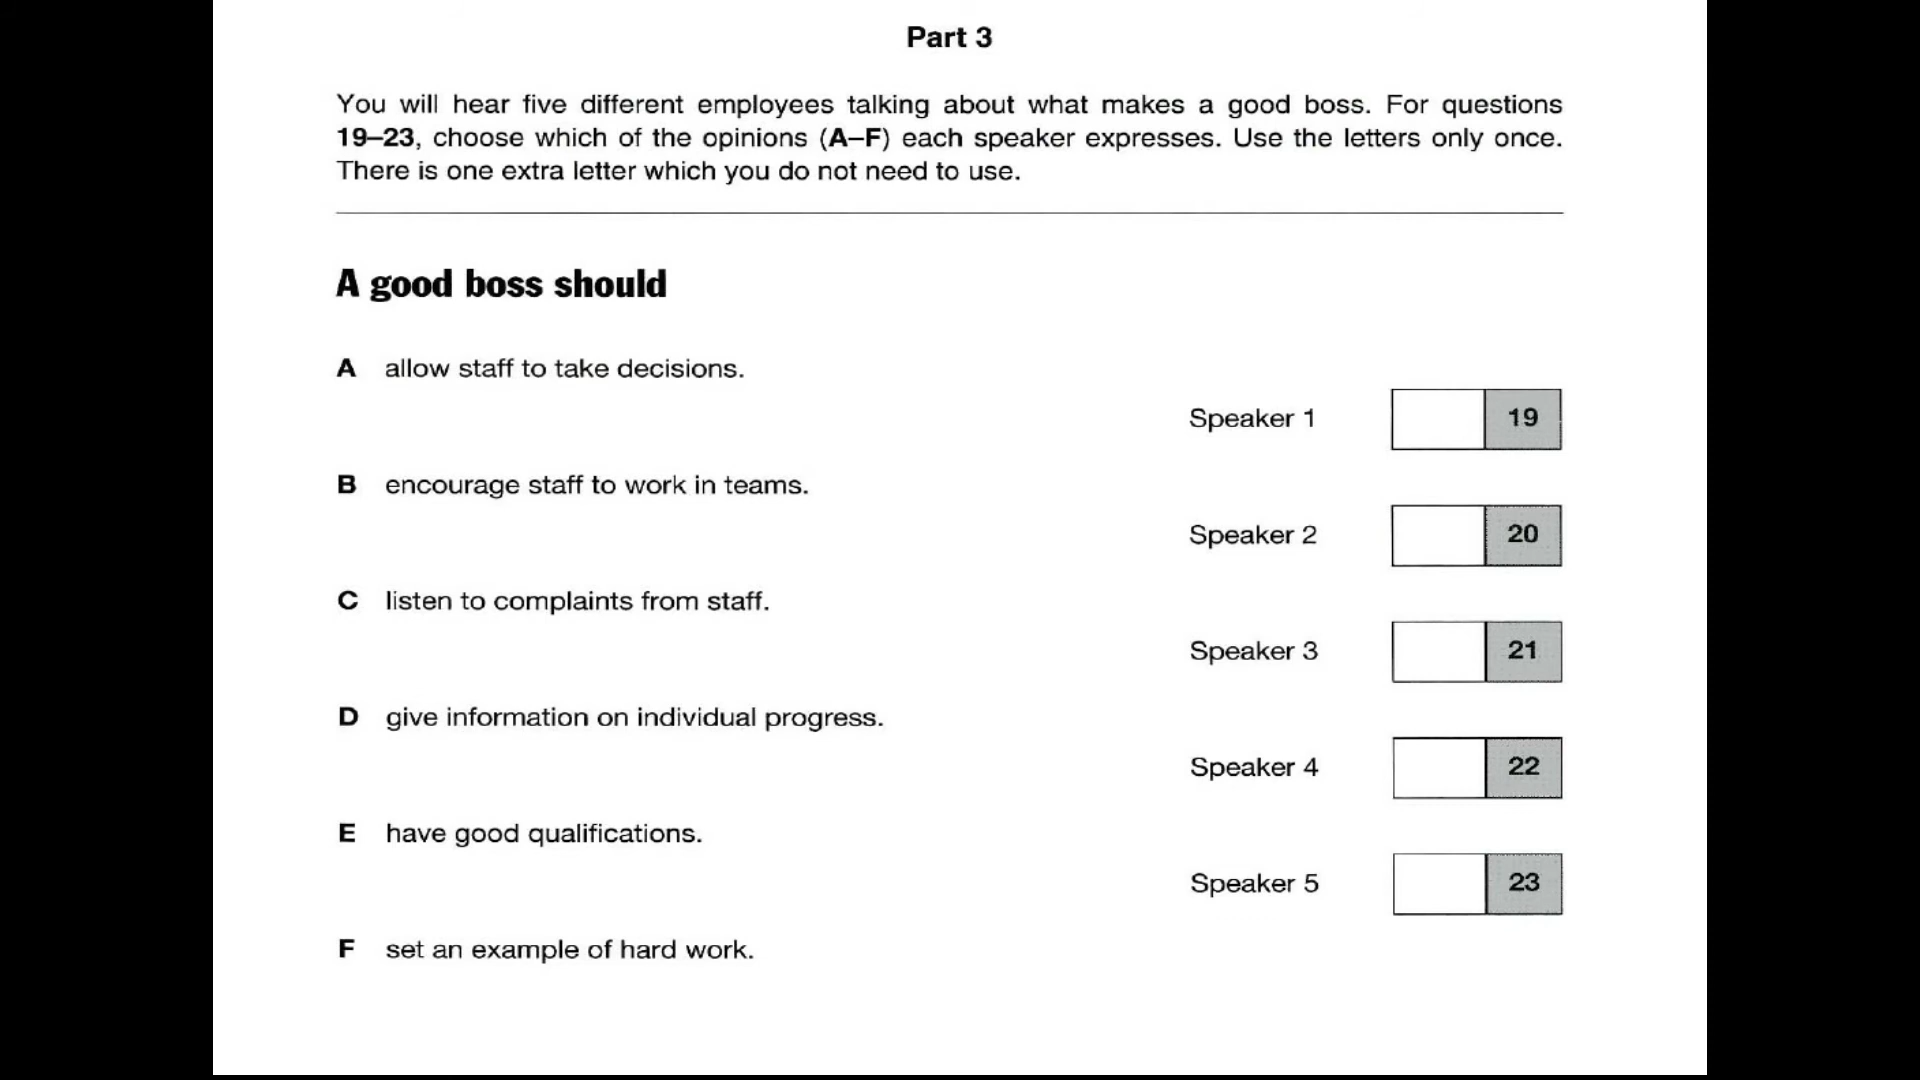 Part 3
You will hear five different employees talking about what makes a good boss. For questions
19–23, choose which of the opinions (A–F) each speaker expresses. Use the letters only once.
There is one extra letter which you do not need to use.
A good boss should
A allow staff to take decisions.
Speaker 1 19
B encourage staff to work in teams.
Speaker 2 20
C listen to complaints from staff.
Speaker 3 21
D give information on individual progress.
Speaker 4 22
E have good qualifications.
Speaker 5 23
F set an example of hard work.